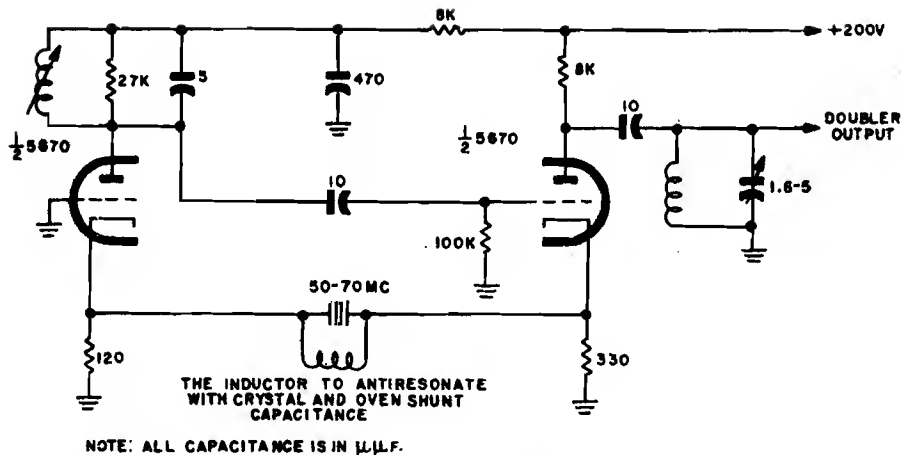 8K
+200V
27K
5
470
8K
10
DOUBLER
OUTPUT
½ 5670
½ 5670
10
1.6-5
100K
50-70 MC
120
330
THE INDUCTOR TO ANTIRESONATE
WITH CRYSTAL AND OVEN SHUNT
CAPACITANCE
NOTE: ALL CAPACITANCE IS IN μμF.